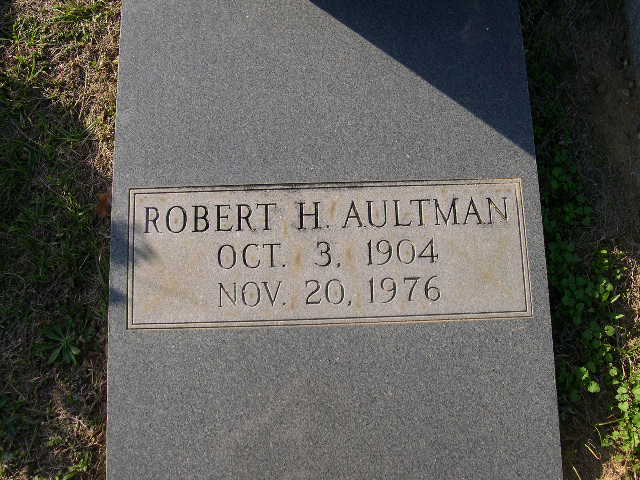 ROBERT H. AULTMAN
OCT. 3, 1904
NOV. 20, 1976